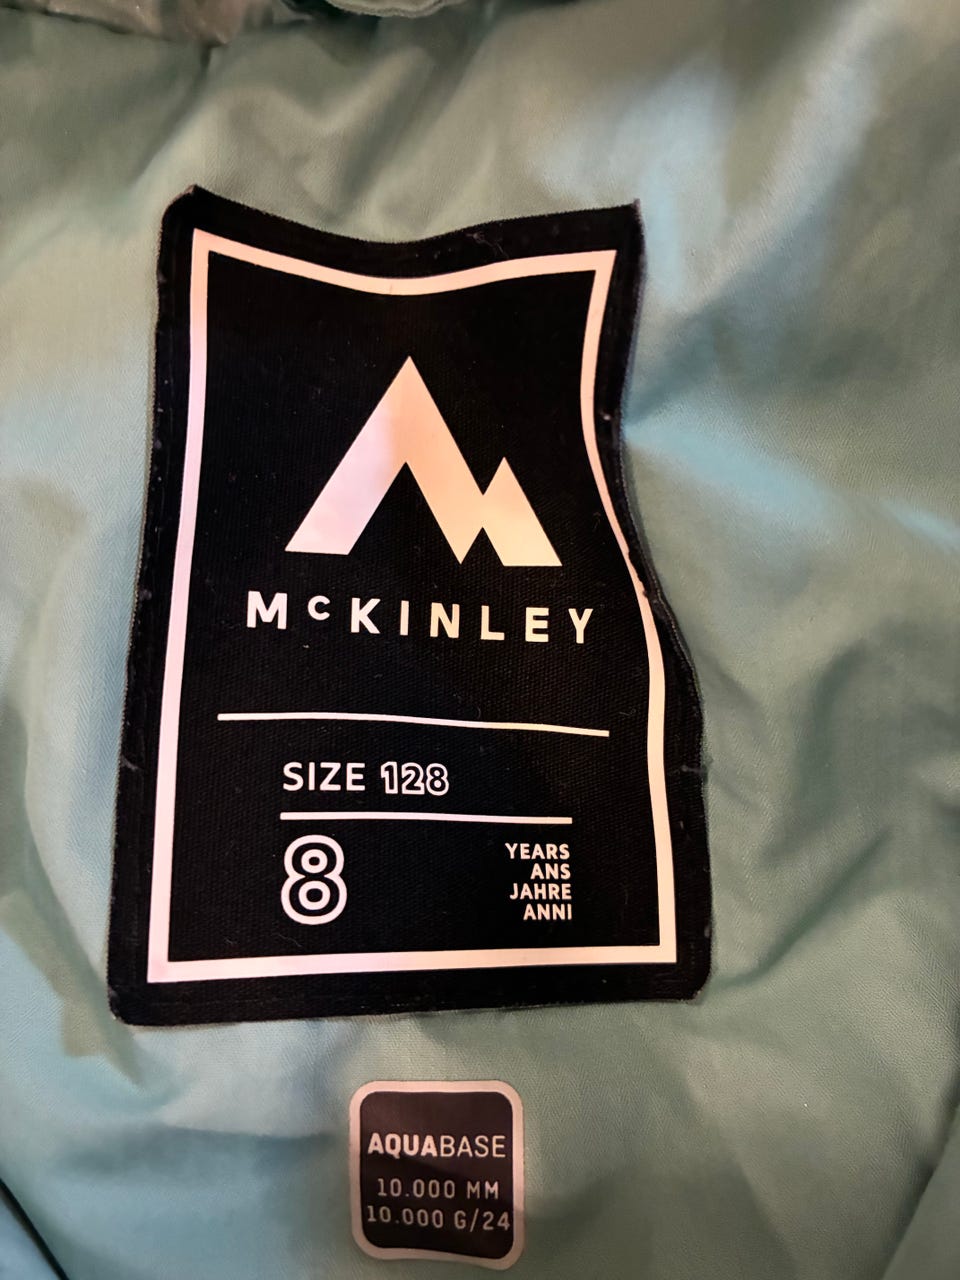 McKINLEY
SIZE 128
8
YEARS
ANS
JAHRE
ANNI
AQUABASE
10.000 MM
10.000 G/24